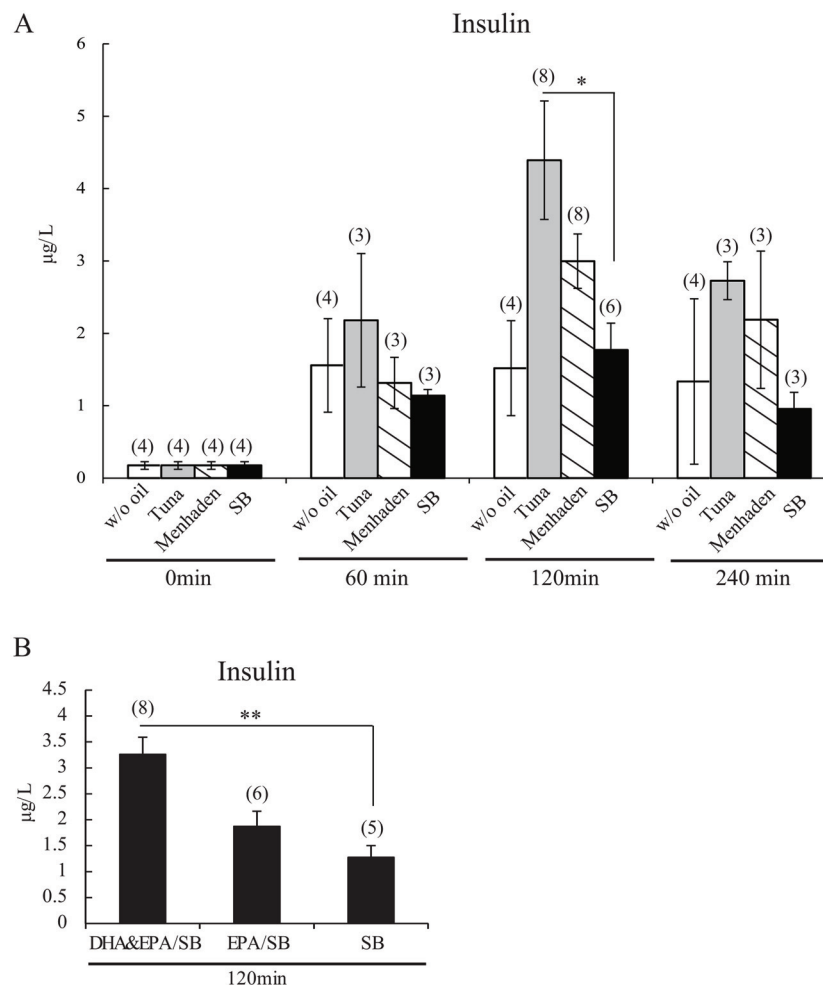 A
Insulin
6
5
4
3
2
1
0
µg/L
(4) (4) (4) (4)
(4) (3) (3) (3)
(4) (8) (8) (6)
*
(4) (3) (3) (3)
w/o oil Tuna Menhaden SB
w/o oil Tuna Menhaden SB
w/o oil Tuna Menhaden SB
w/o oil Tuna Menhaden SB
0min 60 min 120min 240 min
B
Insulin
4.5
4
3.5
3
2.5
2
1.5
1
0.5
0
µg/L
(8) (6) (5)
**
DHA&EPA/SB EPA/SB SB
120min